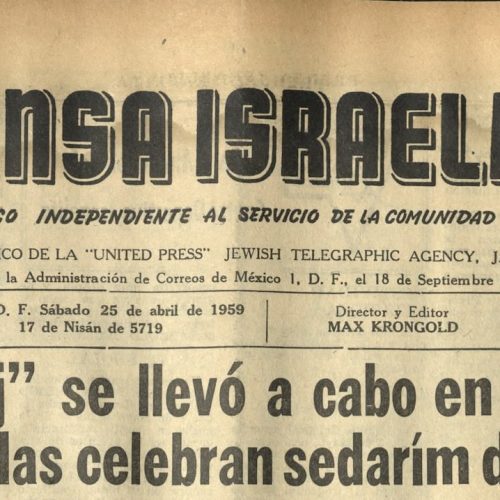 NSA ISRAEL
CO INDEPENDIENTE AL SERVICIO DE LA COMUNIDAD
ICO DE LA "UNITED PRESS" JEWISH TELEGRAPHIC AGENCY, J.
la Administración de Correos de México 1, D. F., el 18 de Septiembre
D. F. Sábado 25 de abril de 1959
17 de Nisán de 5719
Director y Editor
MAX KRONGOLD
j" se llevó a cabo en
las celebran sedarím d